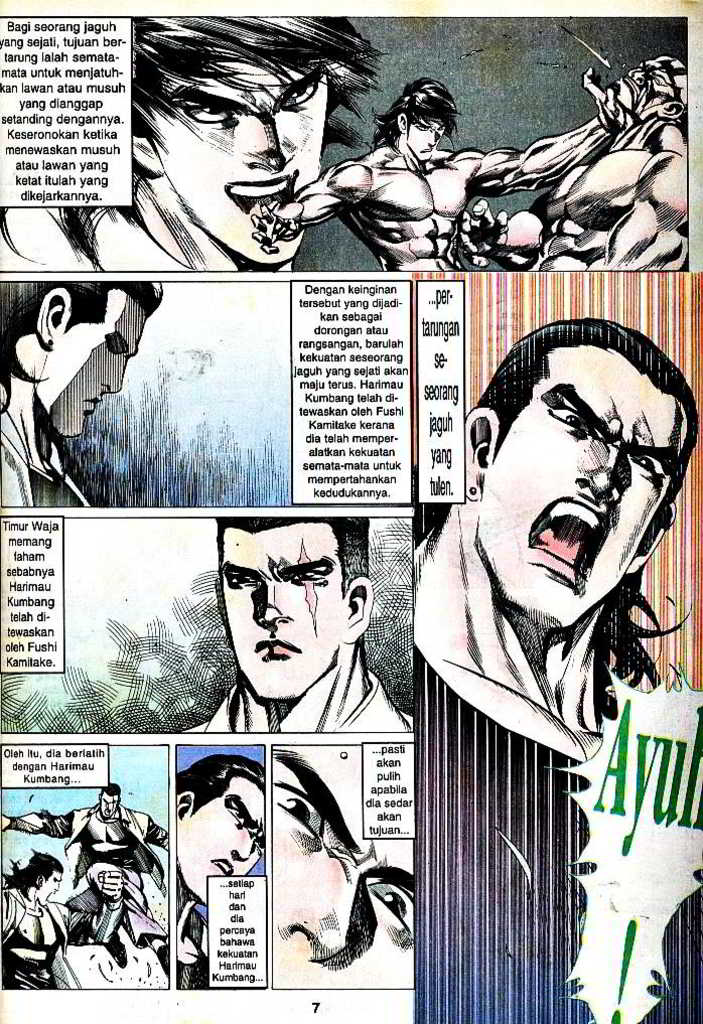 Bagi seorang jaguh
yang sejati, tujuan ber-
tarung ialah semata-
mata untuk menjatuh-
kan lawan atau musuh
yang dianggap
setanding dengannya.
Keseronokan ketika
menewaskan musuh
atau lawan yang
ketat itulah yang
dikejarkannya.
Dengan keinginan
tersebut yang dijadi-
kan sebagai
dorongan atau
rangsangan, barulah
kekuatan seseorang
jaguh yang sejati akan
maju terus. Harimau
Kumbang telah di-
tewaskan oleh Fushi
Kamitake kerana
dia telah memper-
alatkan kekuatan
semata-mata untuk
mempertahankan
kedudukannya.
Timur Waja
memang
faham
sebabnya
Harimau
Kumbang
telah di-
tewaskan
oleh Fushi
Kamitake.
Oleh itu, dia berlatih
dengan Harimau
Kumbang...
...setiap
hari
dan
dia
percaya
bahawa
kekuatan
Harimau
Kumbang...
...pasti
akan
pulih
apabila
dia sedar
akan
tujuan...
...per-
tarungan
se-
seorang
jaguh
yang
tulen.
Ayuh
!
7